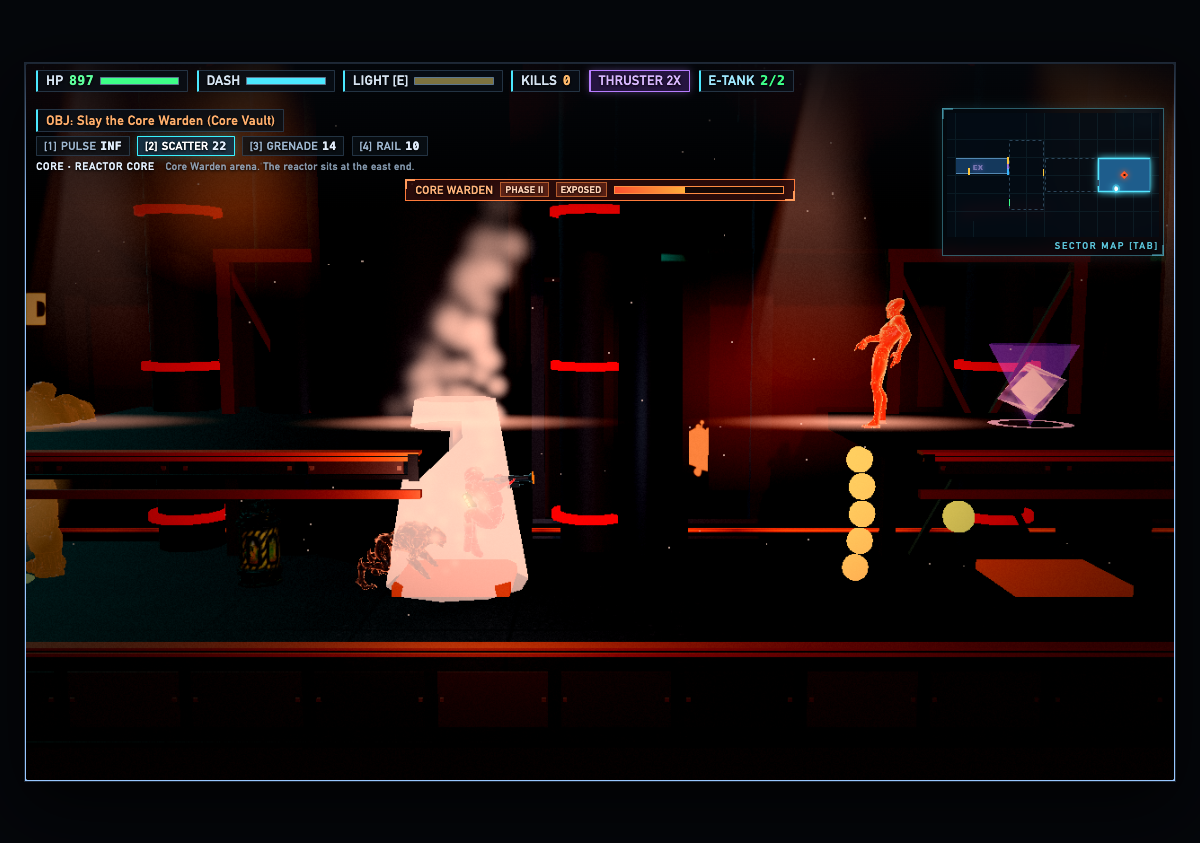 HP 897 DASH LIGHT [E] KILLS 0 THRUSTER 2X E-TANK 2/2
OBJ: Slay the Core Warden (Core Vault)
[1] PULSE INF [2] SCATTER 22 [3] GRENADE 14 [4] RAIL 10
CORE - REACTOR CORE Core Warden arena. The reactor sits at the east end.
CORE WARDEN PHASE II EXPOSED
EX
SECTOR MAP [TAB]